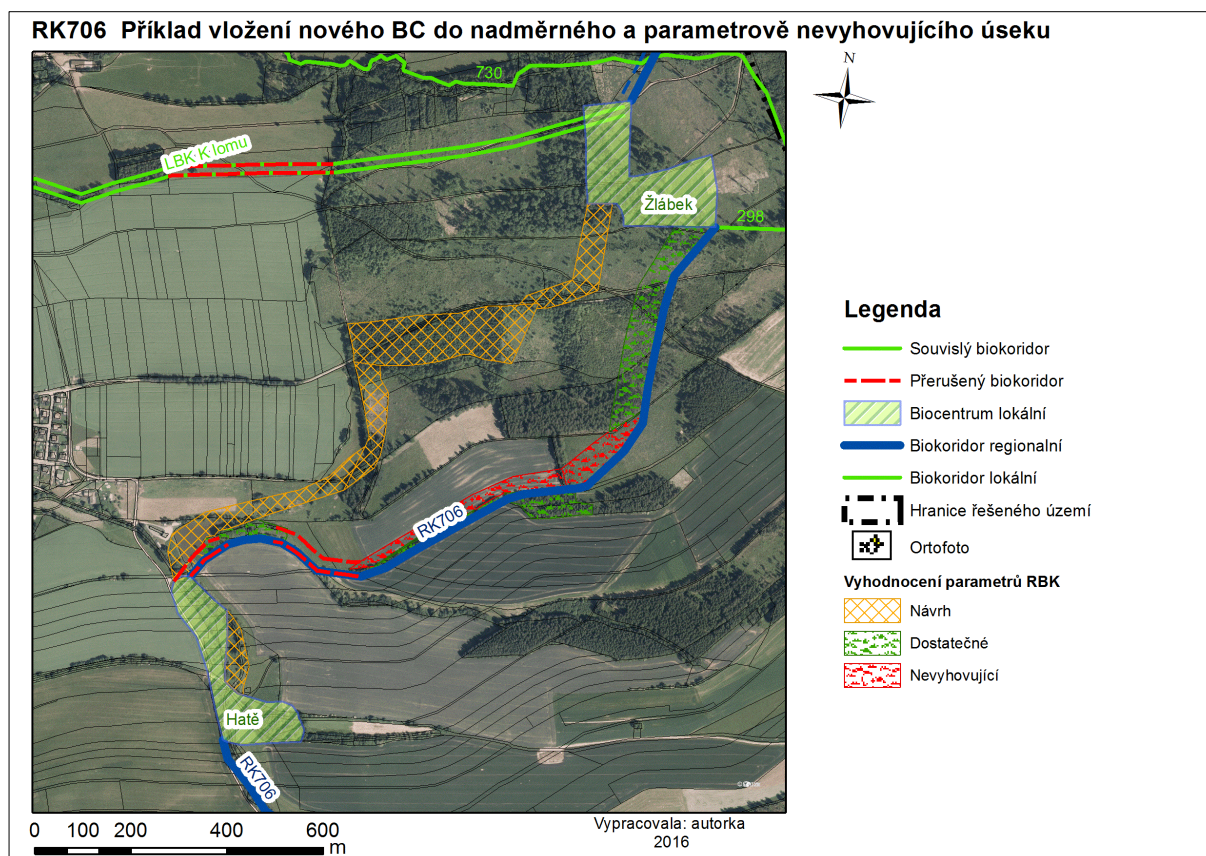 RK706 Příklad vložení nového BC do nadměrného a parametrově nevyhovujícího úseku
N
730
LBK K lomu
Žlábek
298
RK706
Hatě
RK706
Legenda
Souvislý biokoridor
Přerušený biokoridor
Biocentrum lokální
Biokoridor regionalní
Biokoridor lokální
Hranice řešeného území
Ortofoto
Vyhodnocení parametrů RBK
Návrh
Dostatečné
Nevyhovující
0 100 200 400 600
m
Vypracovala: autorka
2016